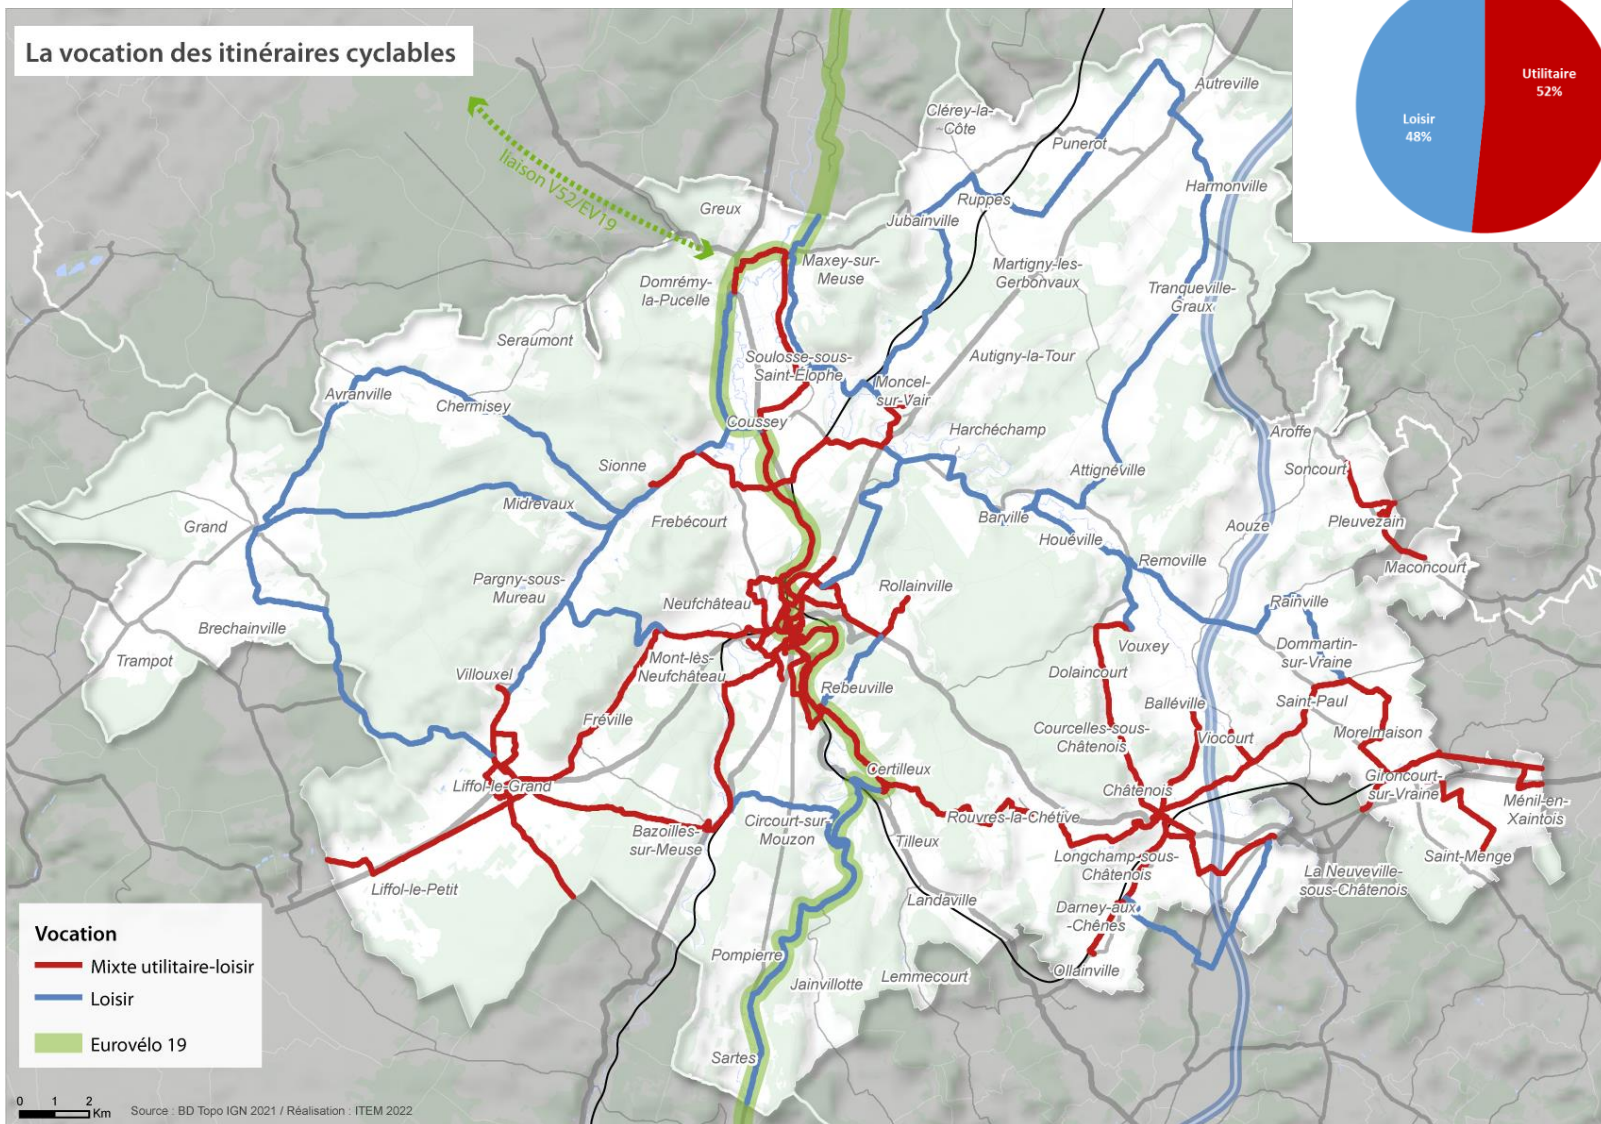 La vocation des itinéraires cyclables
Utilitaire
52%
Loisir
48%
liaison V52/EV19
Autreville
Clérey-la-
Côte
Punerot
Harmonville
Greux
Ruppes
Jubainville
Maxey-sur-
Meuse
Martigny-les-
Gerbonvaux
Domrémy-
la-Pucelle
Tranqueville-
Graux
Seraumont
Soulosse-sous-
Saint-Élophe
Autigny-la-Tour
Avranville
Chermisey
Moncel-
sur-Vair
Coussey
Harchéchamp
Aroffe
Sionne
Attignéville
Soncourt
Midrevaux
Grand
Frebécourt
Barville
Houéville
Aouze
Pleuvezain
Removille
Maconcourt
Pargny-sous-
Mureau
Rollainville
Neufchâteau
Rainville
Brechainville
Trampot
Vouxey
Dommartin-
sur-Vraine
Mont-lès-
Neufchâteau
Villouxel
Dolaincourt
Rebeuville
Balléville
Saint-Paul
Fréville
Courcelles-sous-
Châtenois
Viocourt
Morelmaison
Certilleux
Liffol-le-Grand
Châtenois
Gironcourt-
sur-Vraine
Ménil-en-
Xaintois
Rouvres-la-Chétive
Bazoilles-
sur-Meuse
Circourt-sur-
Mouzon
Tilleux
Longchamp-sous-
Châtenois
Saint-Menge
La Neuveville-
sous-Châtenois
Liffol-le-Petit
Landaville
Darney-aux-
-Chênes
Pompierre
Jainvillotte
Lemmecourt
Ollainville
Sartes
Vocation
Mixte utilitaire-loisir
Loisir
Eurovélo 19
0 1 2
Km
Source : BD Topo IGN 2021 / Réalisation : ITEM 2022